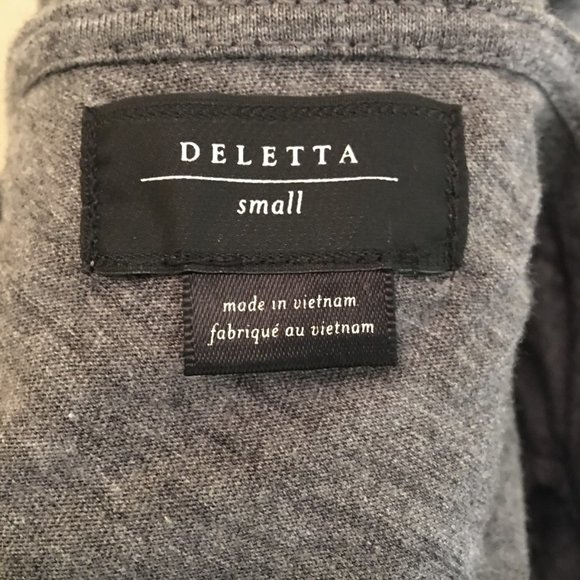 DELETTA
small
made in vietnam
fabriqué au vietnam